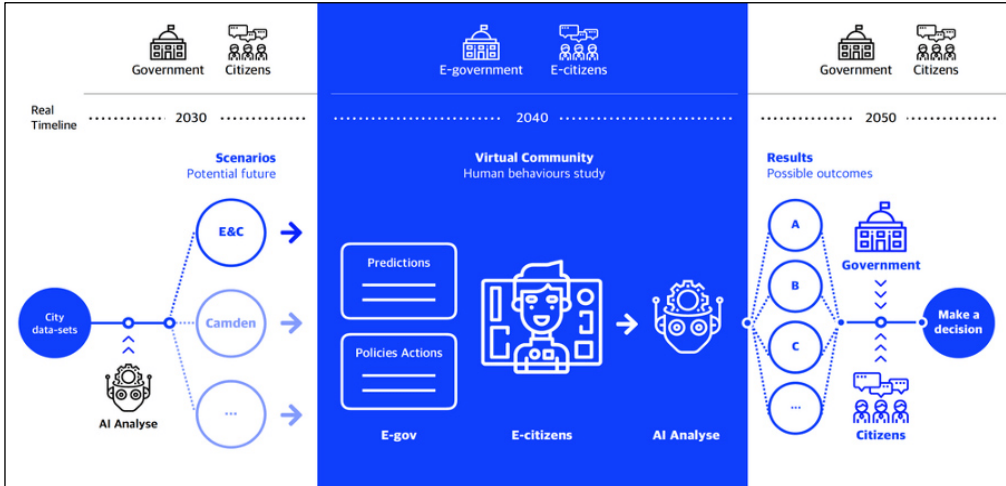 Government
Citizens
E-government
E-citizens
Government
Citizens
Real
Timeline
2030
2040
2050
Scenarios
Potential future
Virtual Community
Human behaviours study
Results
Possible outcomes
E&C
Camden
...
City
data-sets
AI Analyse
Predictions
Policies Actions
E-gov
E-citizens
AI Analyse
A
B
C
...
Government
Citizens
Make a
decision